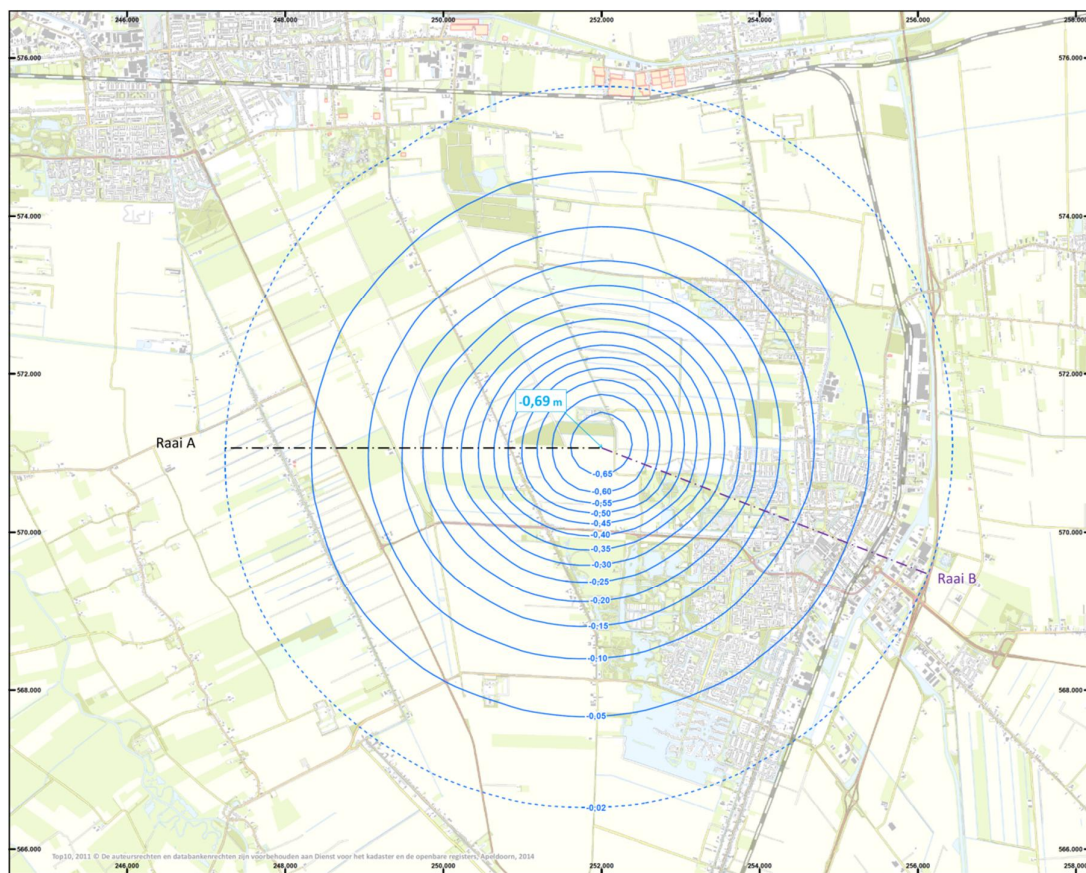 246.000 248.000 250.000 252.000 254.000 256.000 258.000
576.000 576.000
574.000 574.000
572.000 572.000
-0,69 m
Raai A
-0,65
-0,60
-0,55
-0,50
-0,45
570.000 -0,40 570.000
-0,35
-0,30
Raai B
-0,25
-0,20
-0,15
-0,10
568.000 568.000
-0,05
-0,02
566.000 566.000
Top10, 2011 © De auteursrechten en databankenrechten zijn voorbehouden aan Dienst voor het kadaster en de openbare registers, Apeldoorn, 2014
246.000 248.000 250.000 252.000 254.000 256.000 258.000